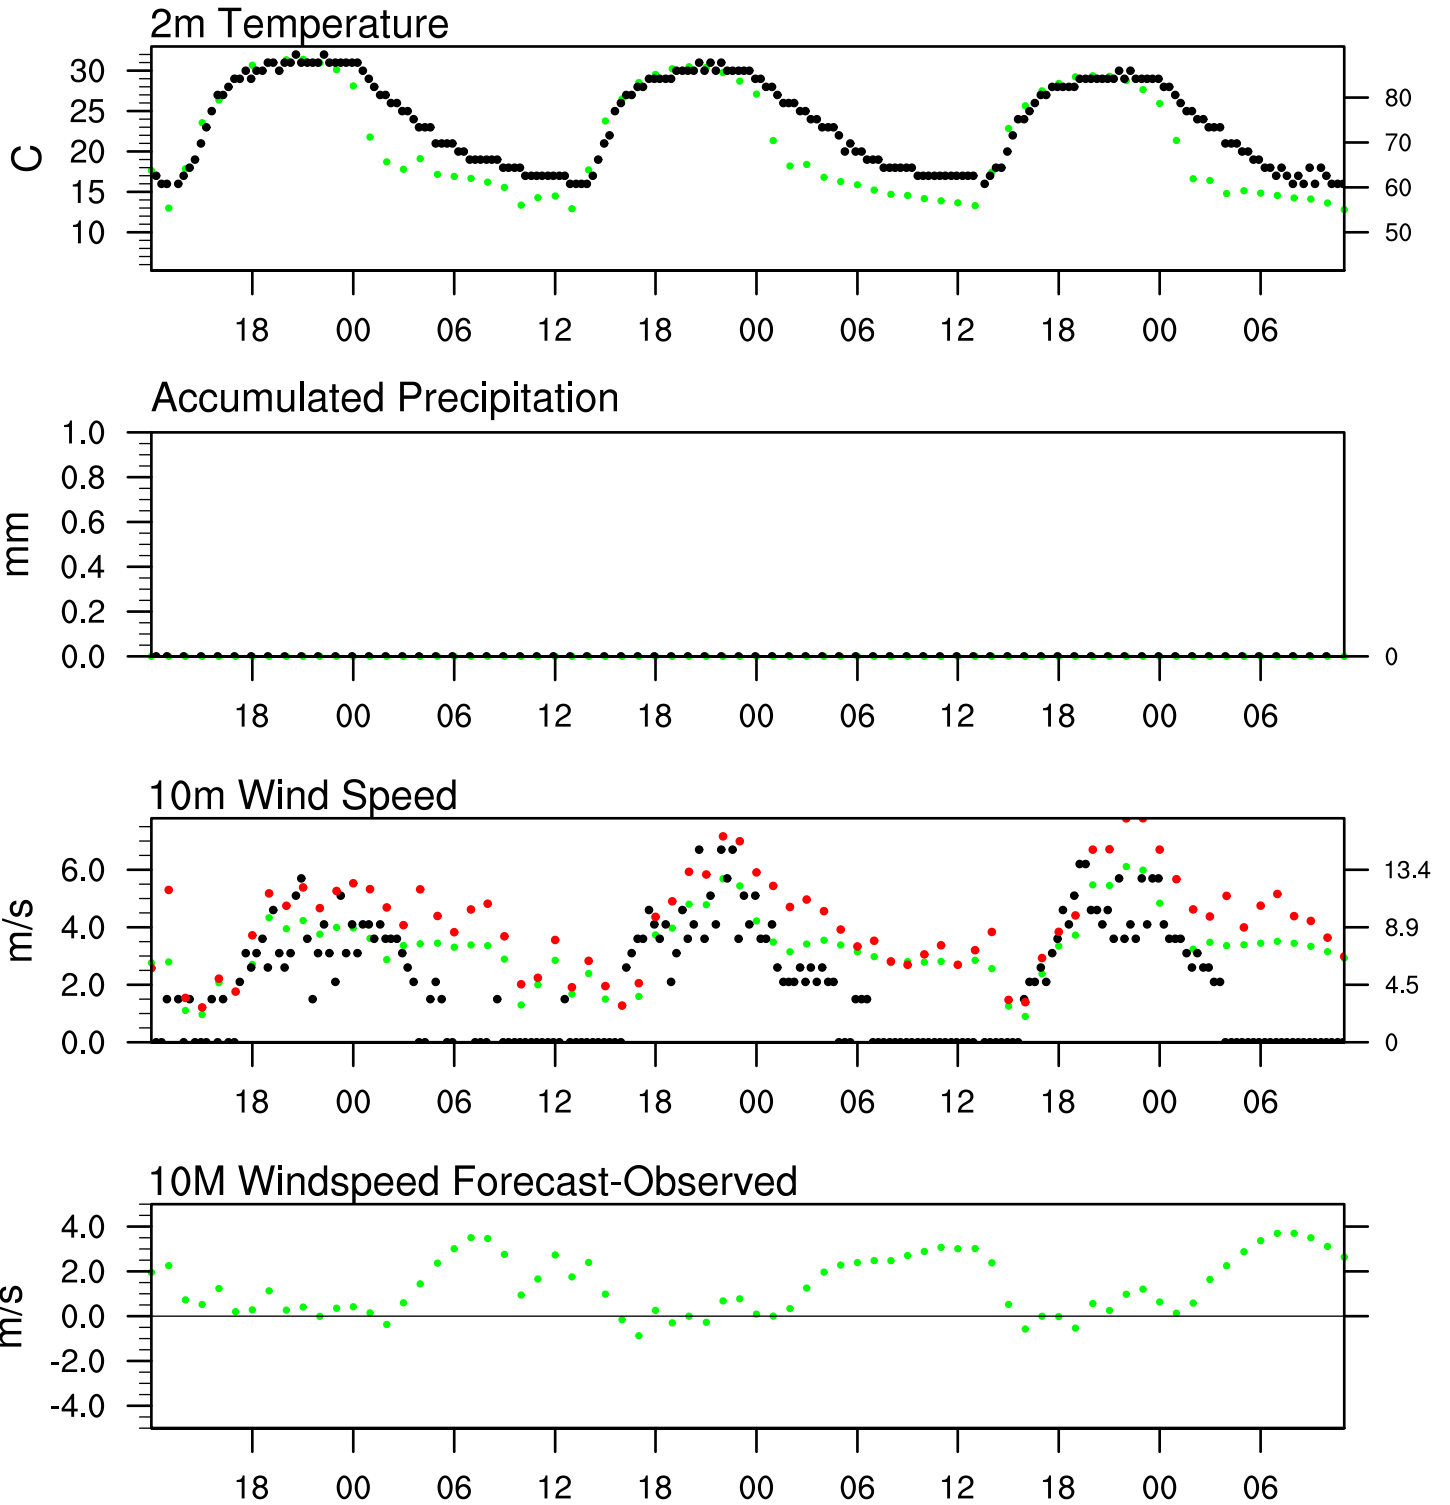 2m Temperature
30
25
20
15
10
C
80
70
60
50
18 00 06 12 18 00 06 12 18 00 06
Accumulated Precipitation
1.0
0.8
0.6
0.4
0.2
0.0
mm
0
18 00 06 12 18 00 06 12 18 00 06
10m Wind Speed
6.0
4.0
2.0
0.0
m/s
13.4
8.9
4.5
0
18 00 06 12 18 00 06 12 18 00 06
10M Windspeed Forecast-Observed
4.0
2.0
0.0
-2.0
-4.0
m/s
18 00 06 12 18 00 06 12 18 00 06